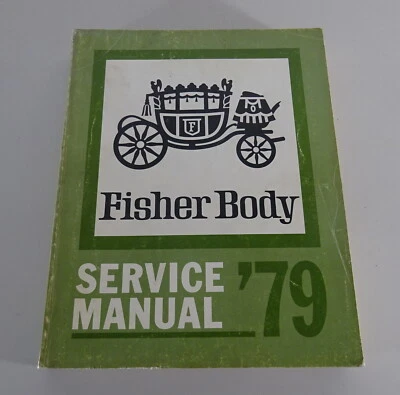 F
Fisher Body
SERVICE
MANUAL '79